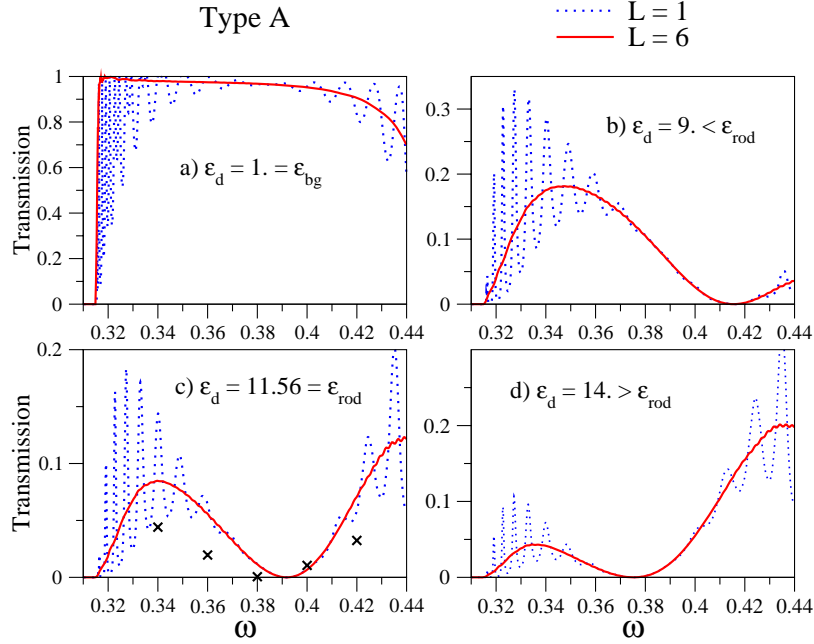 Type A
L = 1
L = 6
Transmission
1
0.8
0.6
0.4
0.2
0
a) ε_d = 1. = ε_bg
0.32 0.34 0.36 0.38 0.4 0.42 0.44
0.3
0.2
0.1
0
b) ε_d = 9. < ε_rod
0.32 0.34 0.36 0.38 0.4 0.42 0.44
Transmission
0.2
0.1
0
c) ε_d = 11.56 = ε_rod
0.32 0.34 0.36 0.38 0.4 0.42 0.44
ω
0.2
0.1
0
d) ε_d = 14. > ε_rod
0.32 0.34 0.36 0.38 0.4 0.42 0.44
ω